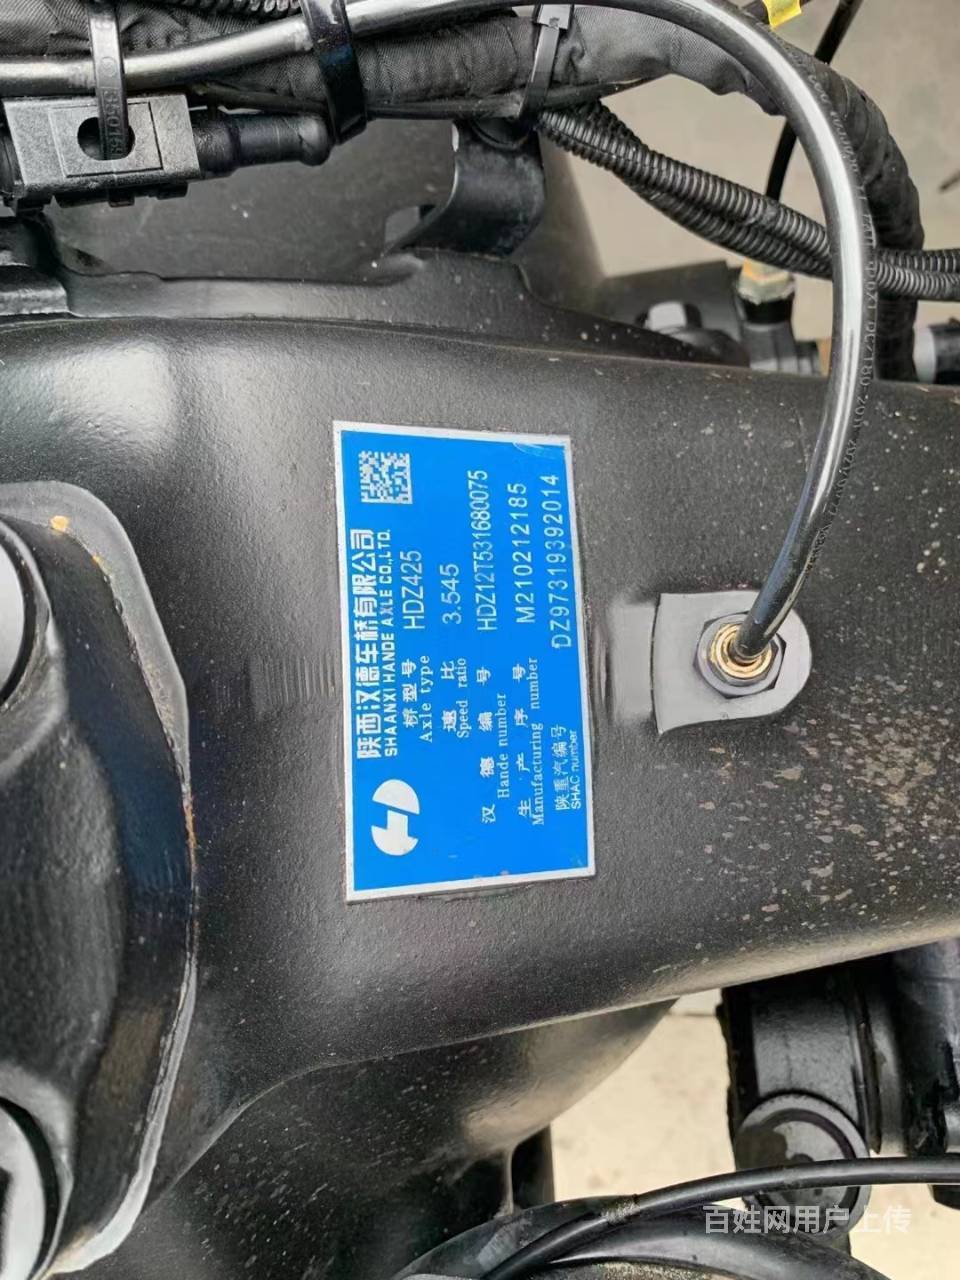 陕西汉德车桥有限公司
SHAANXI HANDE AXLE CO.,LTD.
桥型号 HDZ425
Axle type
速比 3.545
Speed ratio
汉德编号 HDZ12T531680075
Hande number
生产序号 M210212185
Manufacturing number
陕重汽编号 DZ97319392014
SHAC number
百姓网用户上传